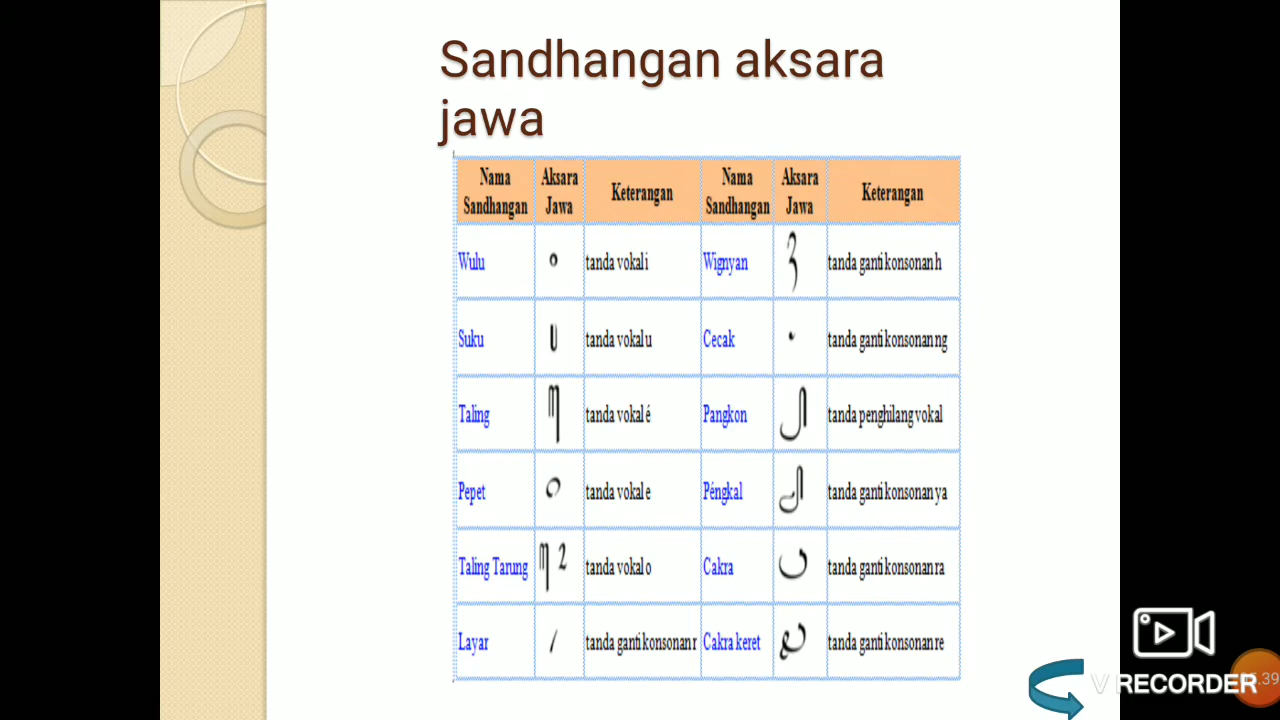 Sandhangan aksara
jawa
Nama Sandhangan Aksara Jawa Keterangan Nama Sandhangan Aksara Jawa Keterangan
Wulu ꦶ tanda vokal i Wignyan ꦃ tanda ganti konsonan h
Suku ꦸ tanda vokal u Cecak ꦁ tanda ganti konsonan ng
Taling ꦺ tanda vokal é Pangkon ꧀ tanda penghilang vokal
Pepet ꦼ tanda vokal e Péngkal ꦾ tanda ganti konsonan ya
Taling Tarung ꦺꦴ tanda vokal o Cakra ꦿ tanda ganti konsonan ra
Layar ꦂ tanda ganti konsonan r Cakra keret ꦽ tanda ganti konsonan re
V RECORDER